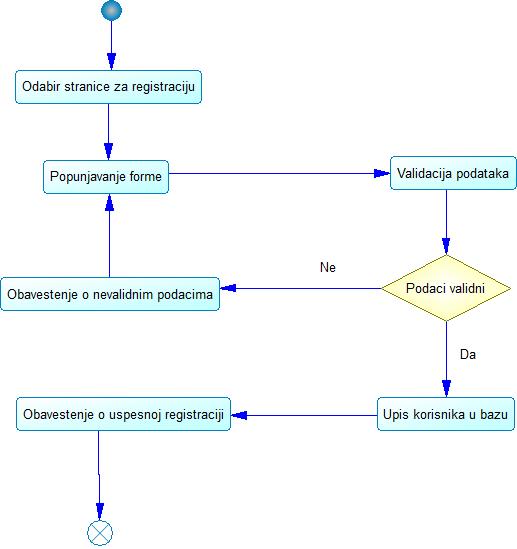 Odabir stranice za registraciju
Popunjavanje forme
Validacija podataka
Podaci validni
Ne
Obavestenje o nevalidnim podacima
Da
Upis korisnika u bazu
Obavestenje o uspesnoj registraciji